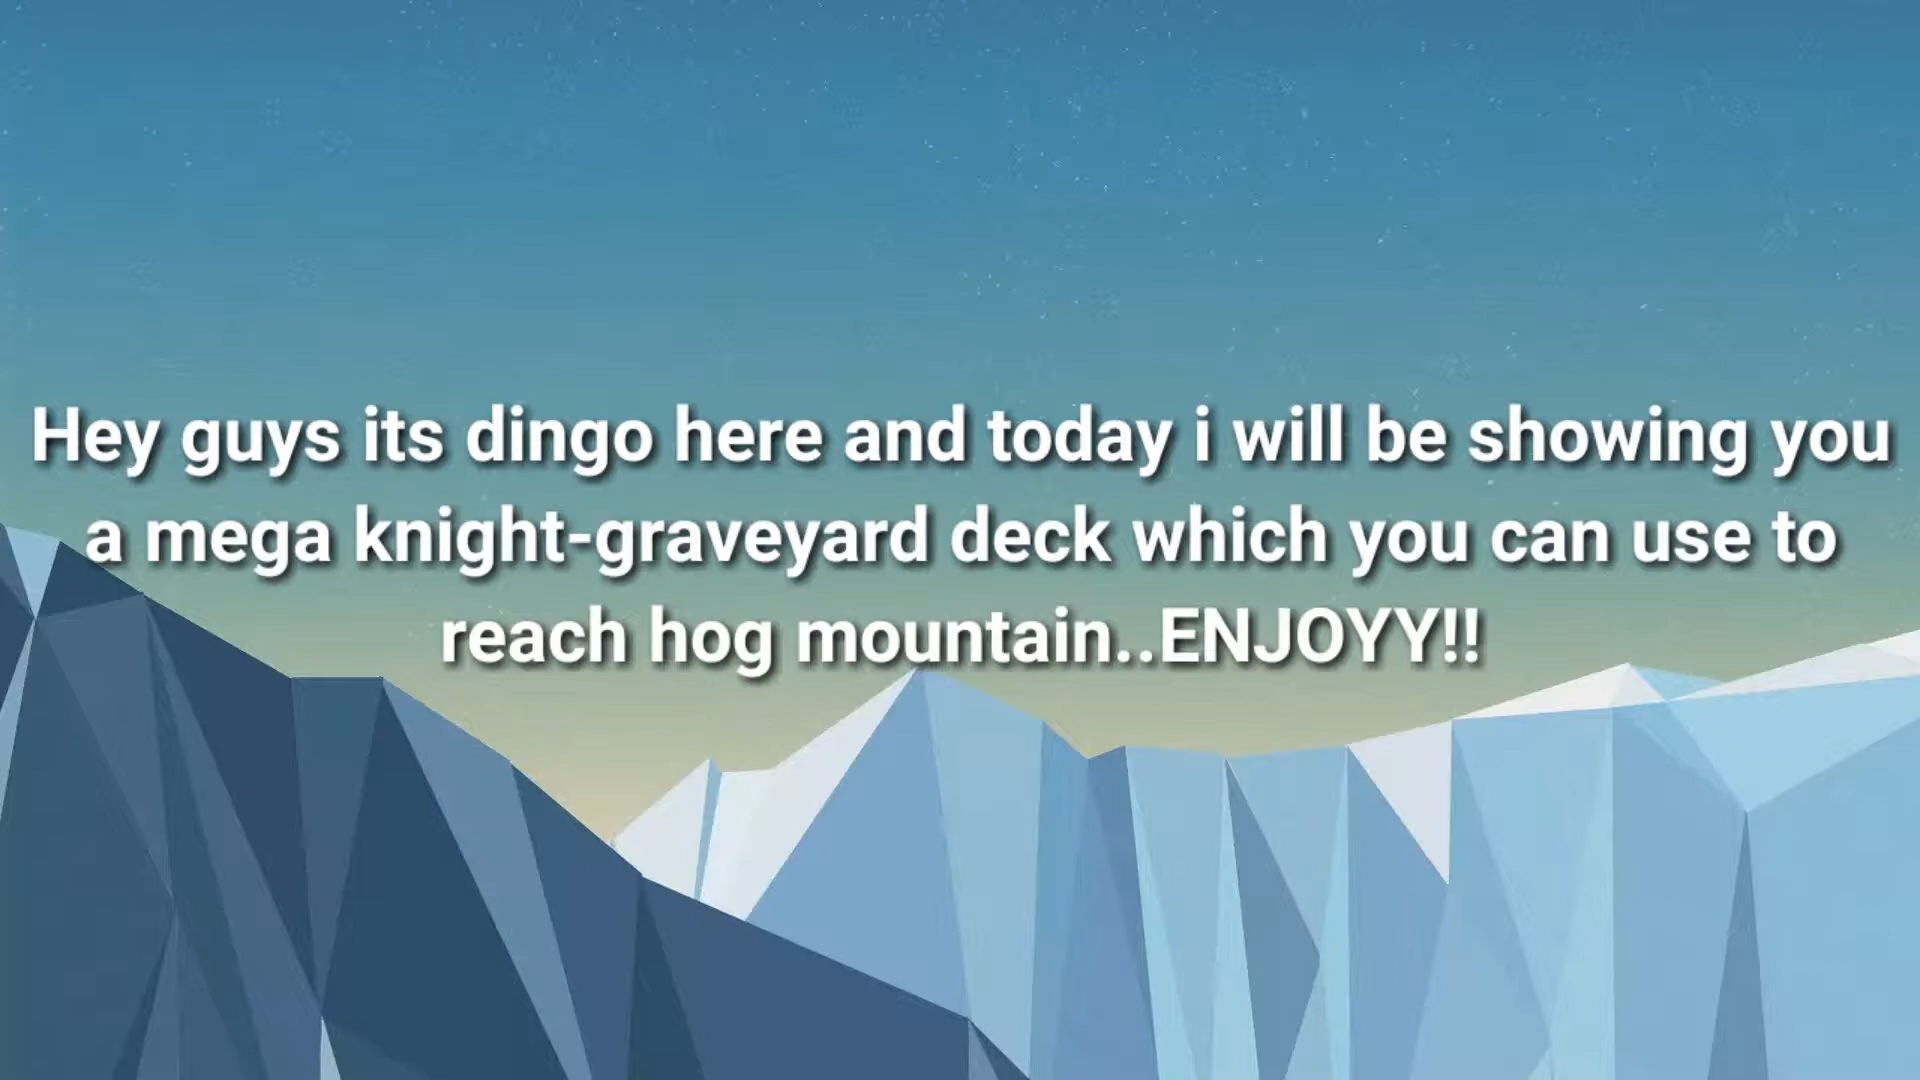 Hey guys its dingo here and today i will be showing you
a mega knight-graveyard deck which you can use to
reach hog mountain..ENJOYY!!